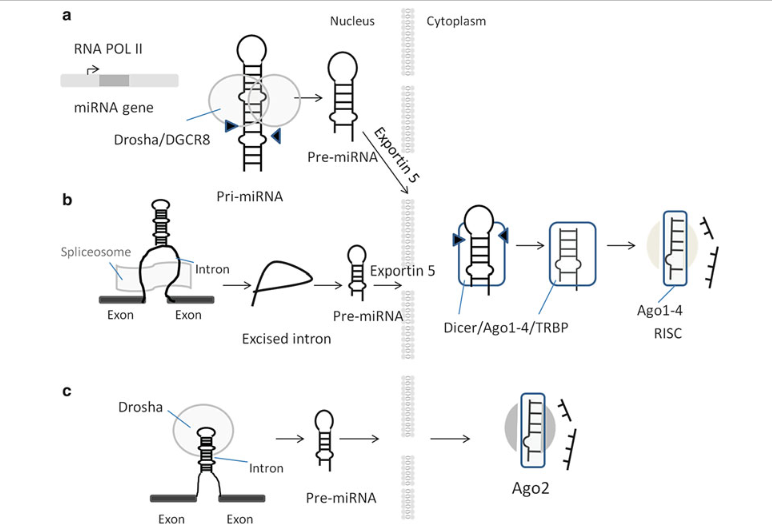 a
Nucleus
Cytoplasm
RNA POL II
miRNA gene
Drosha/DGCR8
Pre-miRNA
Exportin 5
Pri-miRNA
b
Spliceosome
Intron
Exportin 5
Exon
Exon
Pre-miRNA
Excised intron
Dicer/Ago1-4/TRBP
Ago1-4
RISC
c
Drosha
Intron
Pre-miRNA
Ago2
Exon
Exon